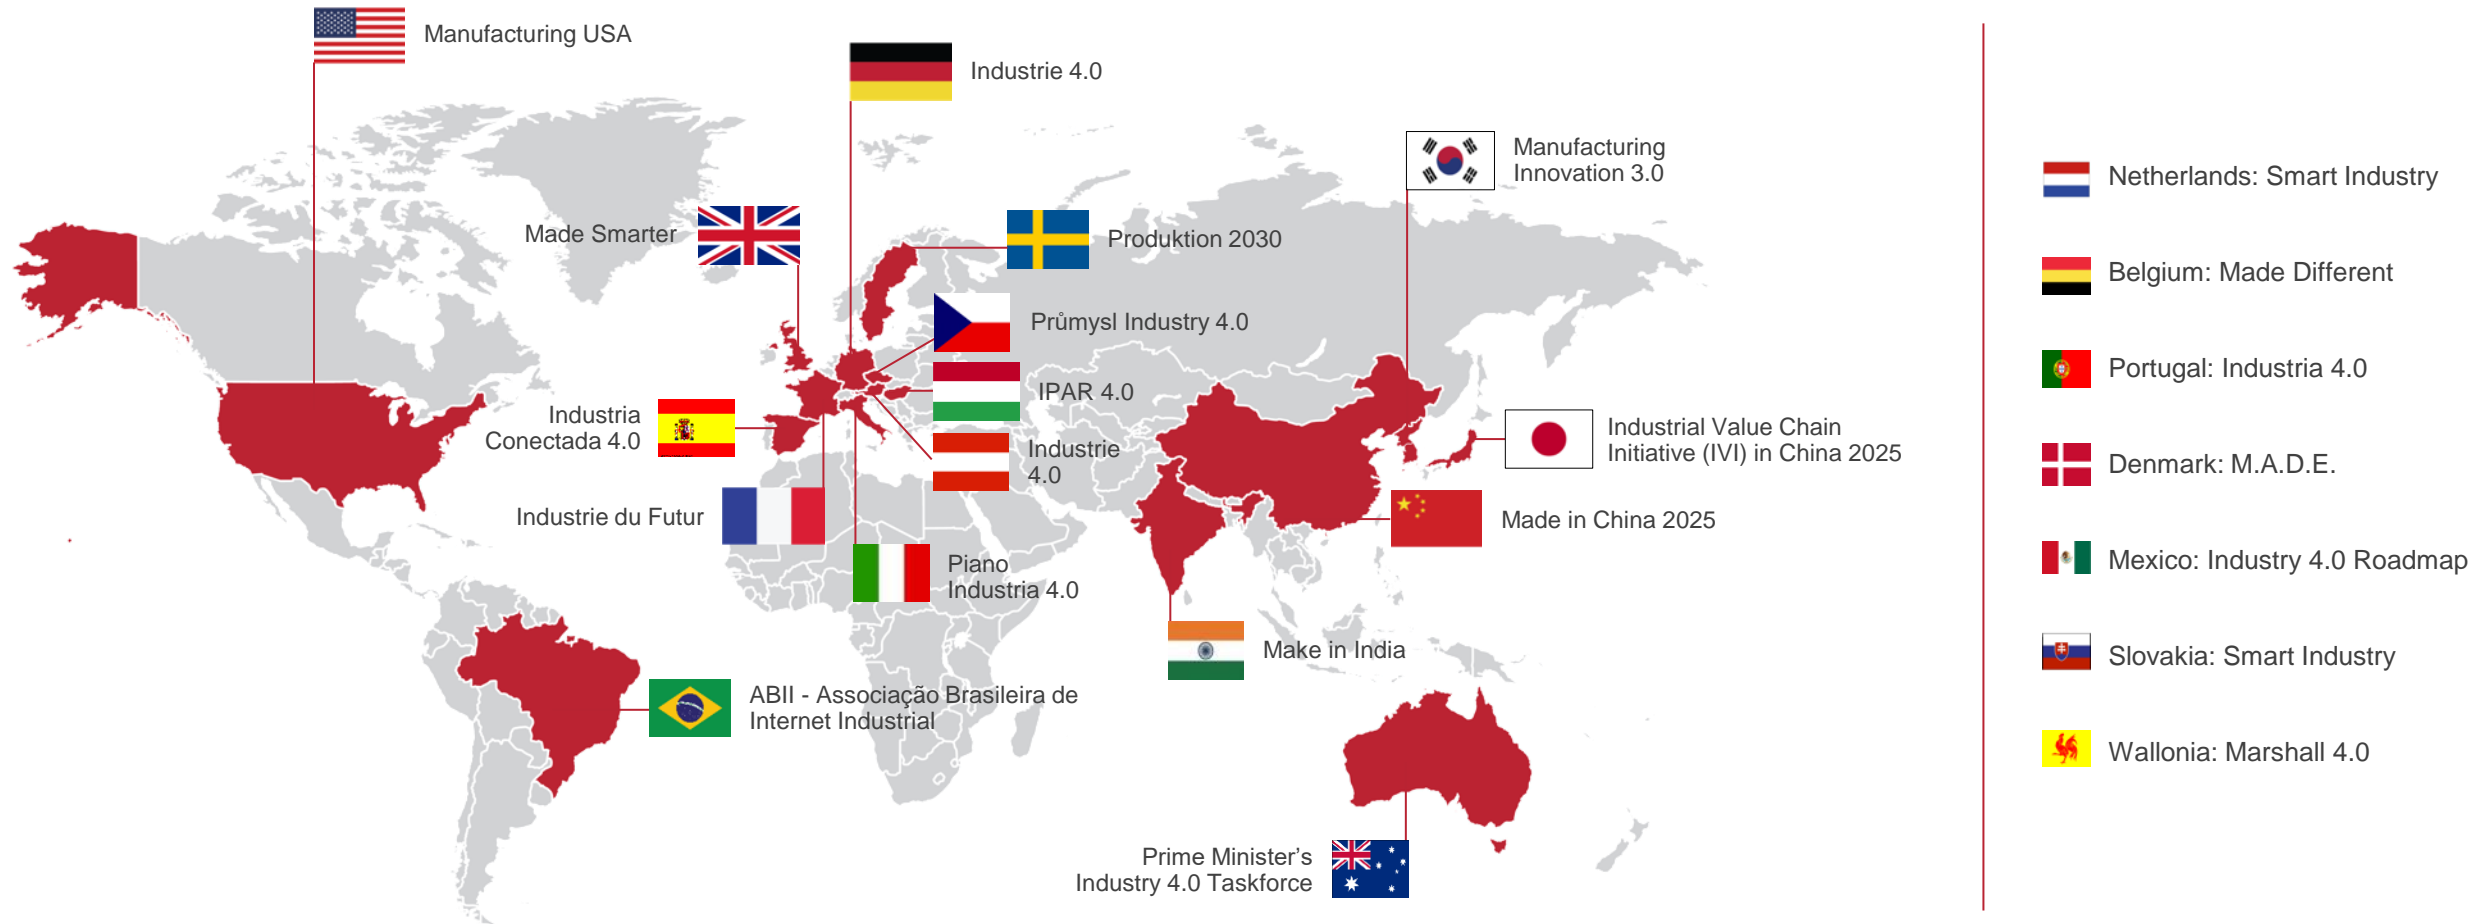 Manufacturing USA
Industrie 4.0
Manufacturing
Innovation 3.0
Made Smarter
Produktion 2030
Průmysl Industry 4.0
IPAR 4.0
Industria
Conectada 4.0
Industrie
4.0
Industrial Value Chain
Initiative (IVI) in China 2025
Industrie du Futur
Made in China 2025
Piano
Industria 4.0
Make in India
ABII - Associação Brasileira de
Internet Industrial
Prime Minister’s
Industry 4.0 Taskforce
Netherlands: Smart Industry
Belgium: Made Different
Portugal: Industria 4.0
Denmark: M.A.D.E.
Mexico: Industry 4.0 Roadmap
Slovakia: Smart Industry
Wallonia: Marshall 4.0